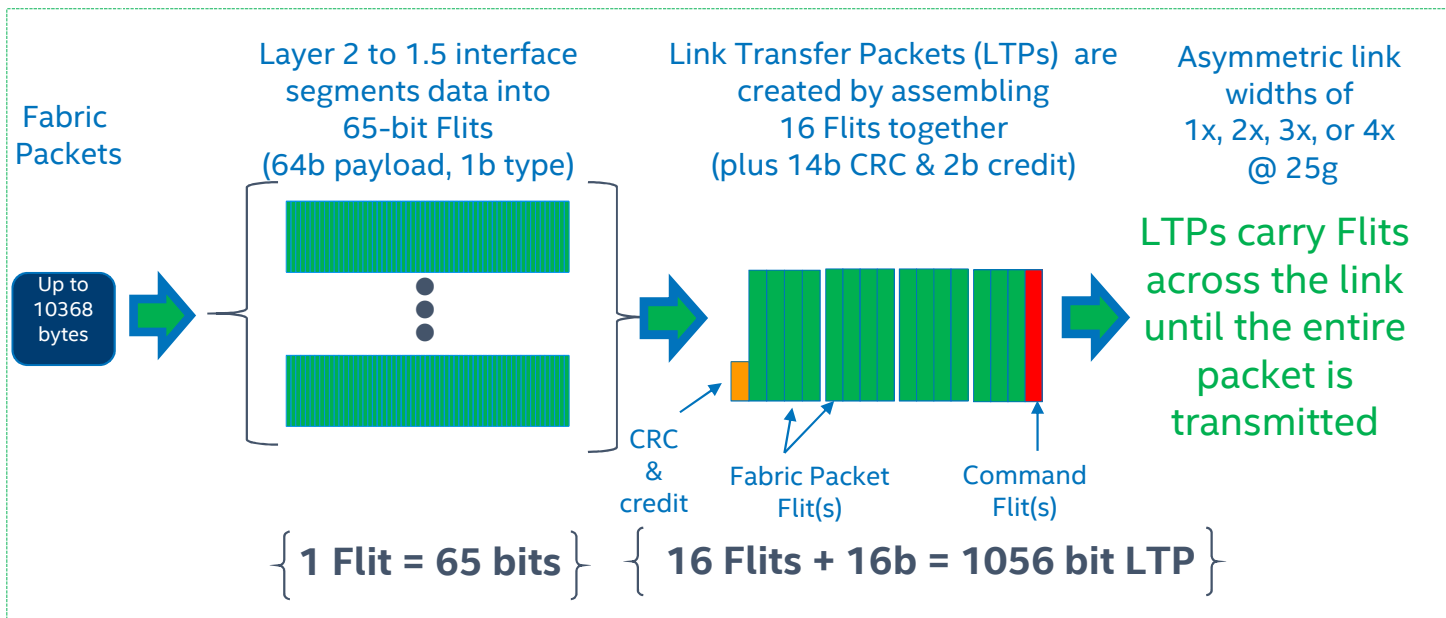 Fabric
Packets
Layer 2 to 1.5 interface
segments data into
65-bit Flits
(64b payload, 1b type)
Link Transfer Packets (LTPs) are
created by assembling
16 Flits together
(plus 14b CRC & 2b credit)
Asymmetric link
widths of
1x, 2x, 3x, or 4x
@ 25g
Up to
10368
bytes
LTPs carry Flits
across the link
until the entire
packet is
transmitted
CRC
&
credit
Fabric Packet
Flit(s)
Command
Flit(s)
1 Flit = 65 bits
16 Flits + 16b = 1056 bit LTP